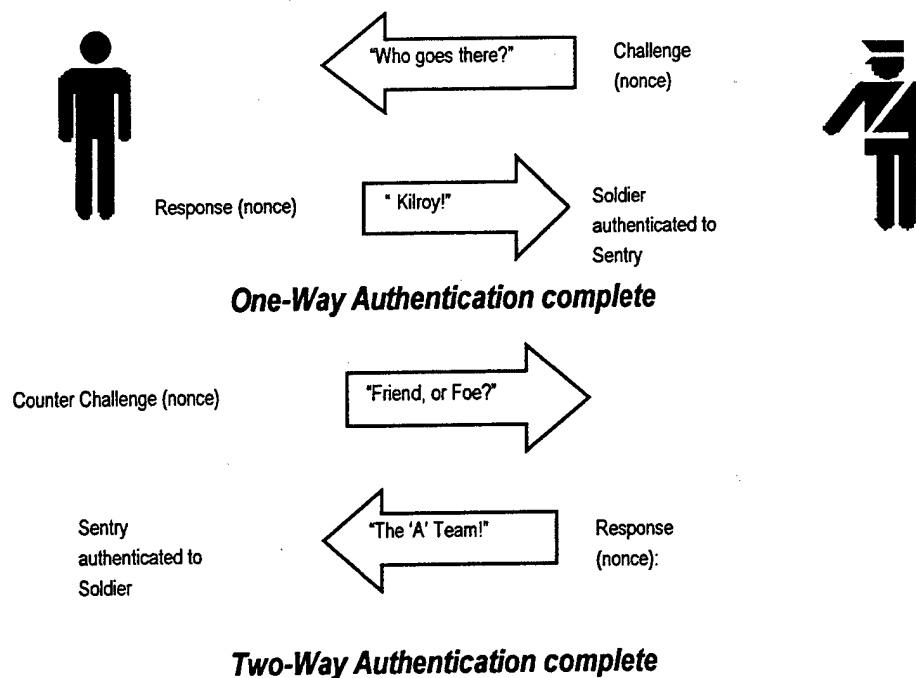 “Who goes there?”
Challenge
(nonce)
Response (nonce)
“ Kilroy!”
Soldier
authenticated to
Sentry
One-Way Authentication complete
Counter Challenge (nonce)
“Friend, or Foe?”
Sentry
authenticated to
Soldier
“The ‘A’ Team!”
Response
(nonce):
Two-Way Authentication complete